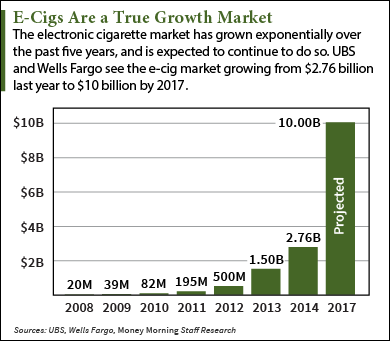 E-Cigs Are a True Growth Market
The electronic cigarette market has grown exponentially over
the past five years, and is expected to continue to do so. UBS
and Wells Fargo see the e-cig market growing from $2.76 billion
last year to $10 billion by 2017.
$10B
$8B
$6B
$4B
$2B
20M
39M
82M
195M
500M
1.50B
2.76B
10.00B
Projected
2008 2009 2010 2011 2012 2013 2014 2017
Sources: UBS, Wells Fargo, Money Morning Staff Research